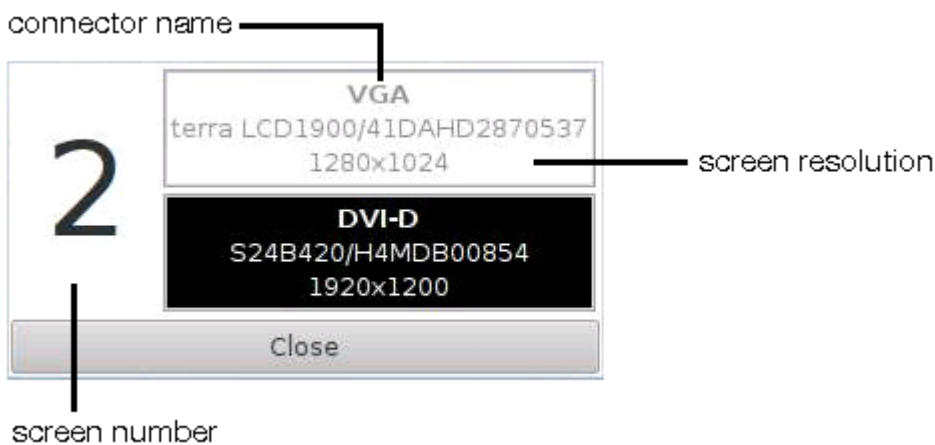 connector name
VGA
terra LCD1900/41DAHD2870537
1280x1024
screen resolution
2
DVI-D
S24B420/H4MDB00854
1920x1200
Close
screen number